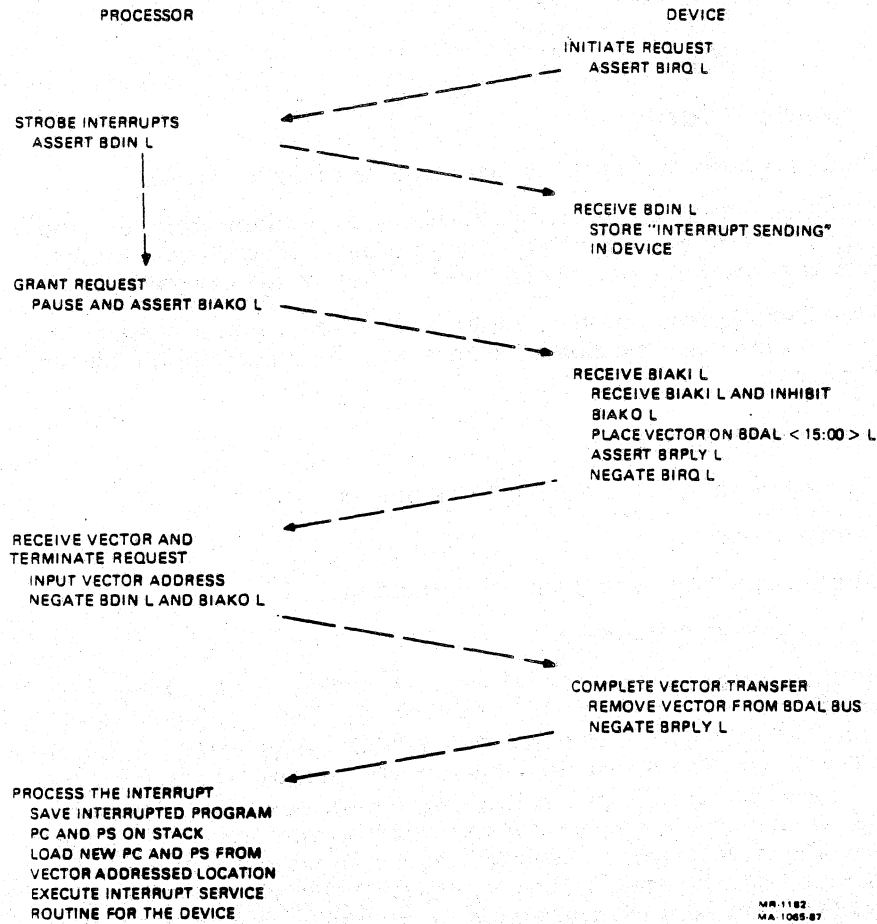 PROCESSOR
DEVICE
INITIATE REQUEST
ASSERT BIRQ L
STROBE INTERRUPTS
ASSERT BDIN L
RECEIVE BDIN L
STORE "INTERRUPT SENDING"
IN DEVICE
GRANT REQUEST
PAUSE AND ASSERT BIAKO L
RECEIVE BIAKI L
RECEIVE BIAKI L AND INHIBIT
BIAKO L
PLACE VECTOR ON BDAL < 15:00 > L
ASSERT BRPLY L
NEGATE BIRQ L
RECEIVE VECTOR AND
TERMINATE REQUEST
INPUT VECTOR ADDRESS
NEGATE BDIN L AND BIAKO L
COMPLETE VECTOR TRANSFER
REMOVE VECTOR FROM BDAL BUS
NEGATE BRPLY L
PROCESS THE INTERRUPT
SAVE INTERRUPTED PROGRAM
PC AND PS ON STACK
LOAD NEW PC AND PS FROM
VECTOR ADDRESSED LOCATION
EXECUTE INTERRUPT SERVICE
ROUTINE FOR THE DEVICE
MR-1182
MA-1065-87